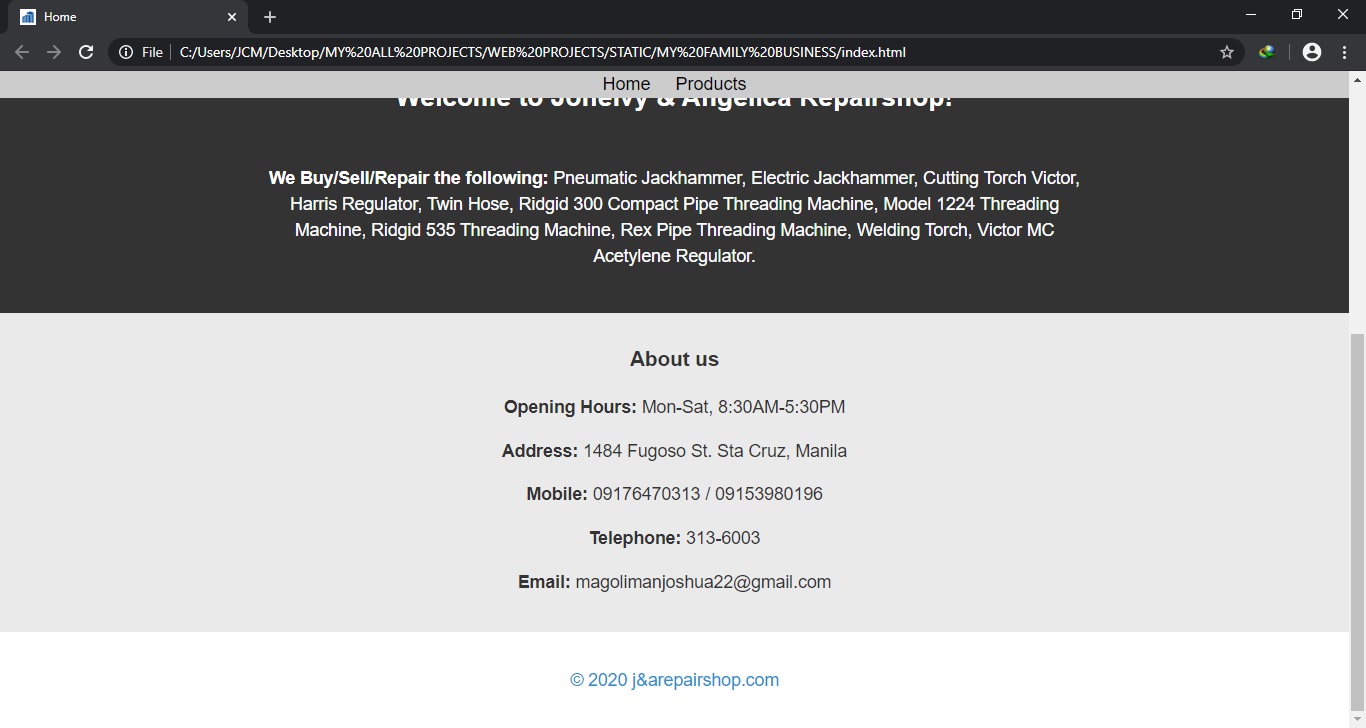 Home
File
C:/Users/JCM/Desktop/MY%20ALL%20PROJECTS/WEB%20PROJECTS/STATIC/MY%20FAMILY%20BUSINESS/index.html
Home Products
Welcome to & Angelica Repairshop!
We Buy/Sell/Repair the following: Pneumatic Jackhammer, Electric Jackhammer, Cutting Torch Victor,
Harris Regulator, Twin Hose, Ridgid 300 Compact Pipe Threading Machine, Model 1224 Threading
Machine, Ridgid 535 Threading Machine, Rex Pipe Threading Machine, Welding Torch, Victor MC
Acetylene Regulator.
About us
Opening Hours: Mon-Sat, 8:30AM-5:30PM
Address: 1484 Fugoso St. Sta Cruz, Manila
Mobile: 09176470313 / 09153980196
Telephone: 313-6003
Email: magolimanjoshua22@gmail.com
© 2020 j&arepairshop.com